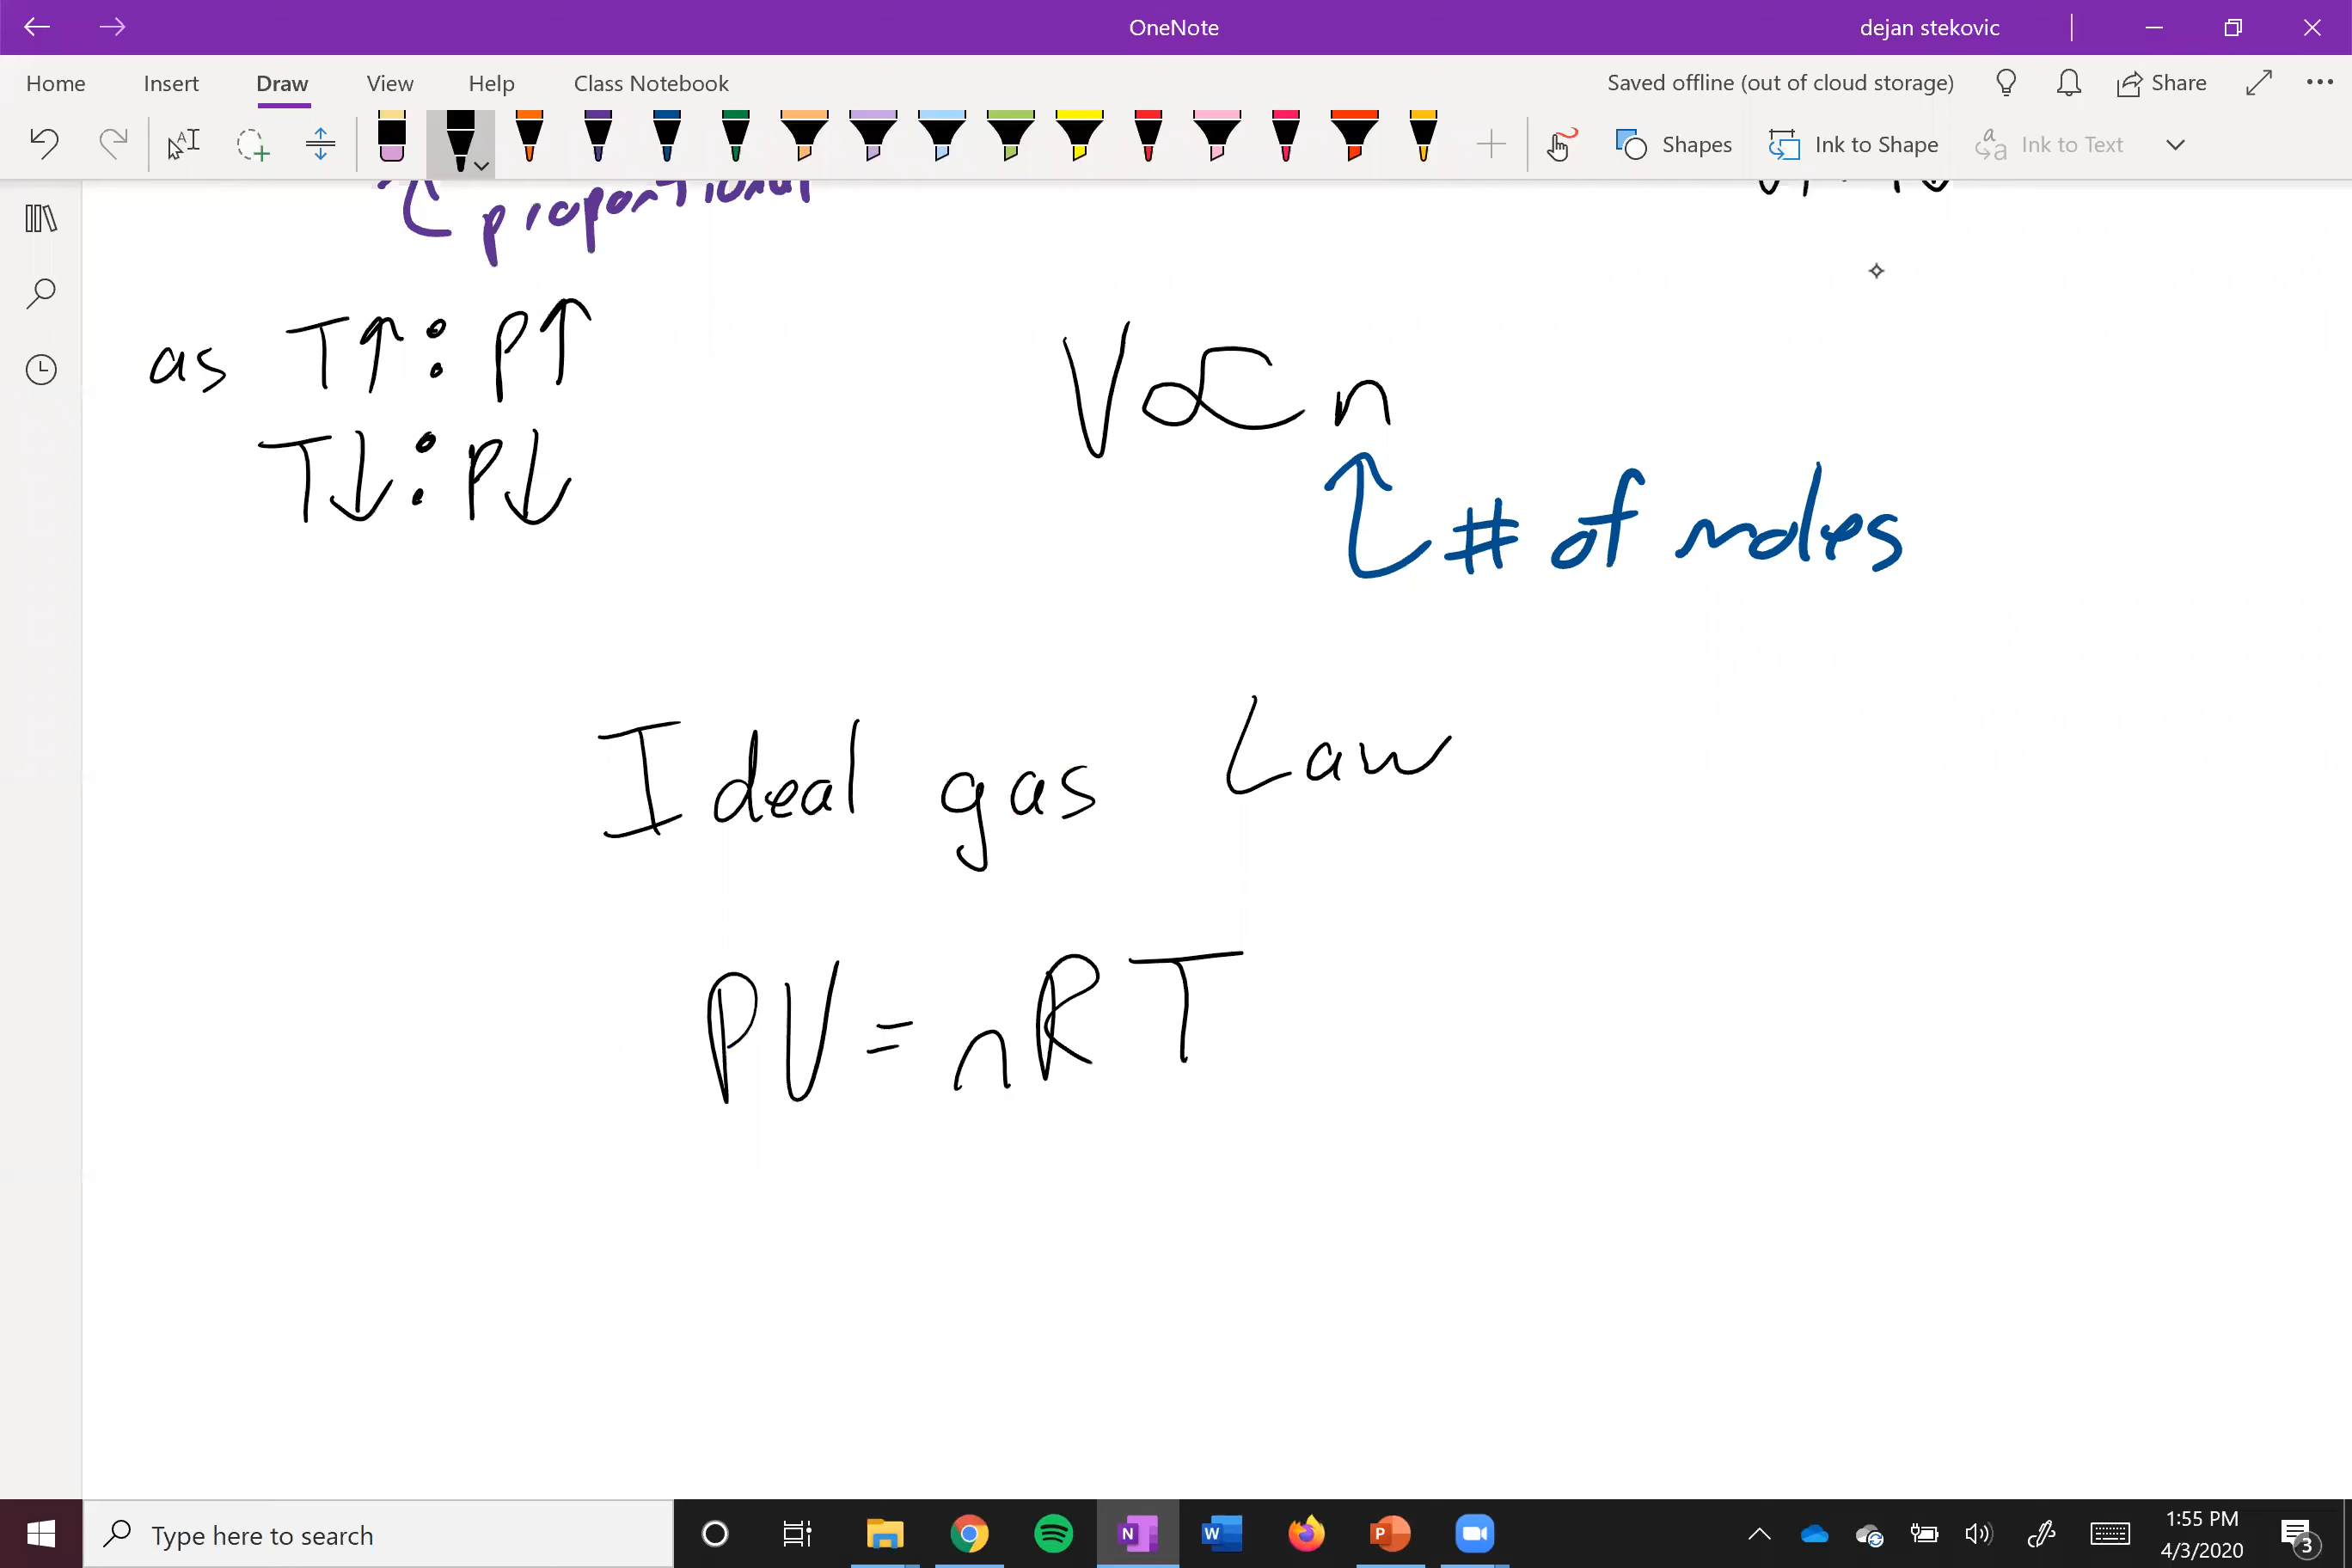 OneNote
dejan stekovic
Home Insert Draw View Help Class Notebook
Saved offline (out of cloud storage) Share
Shapes Ink to Shape Ink to Text
proportional
as T↑ : P↑
T↓ : P↓
V ∝ n
# of moles
Ideal gas Law
PV = nRT
Type here to search
1:55 PM
4/3/2020
3